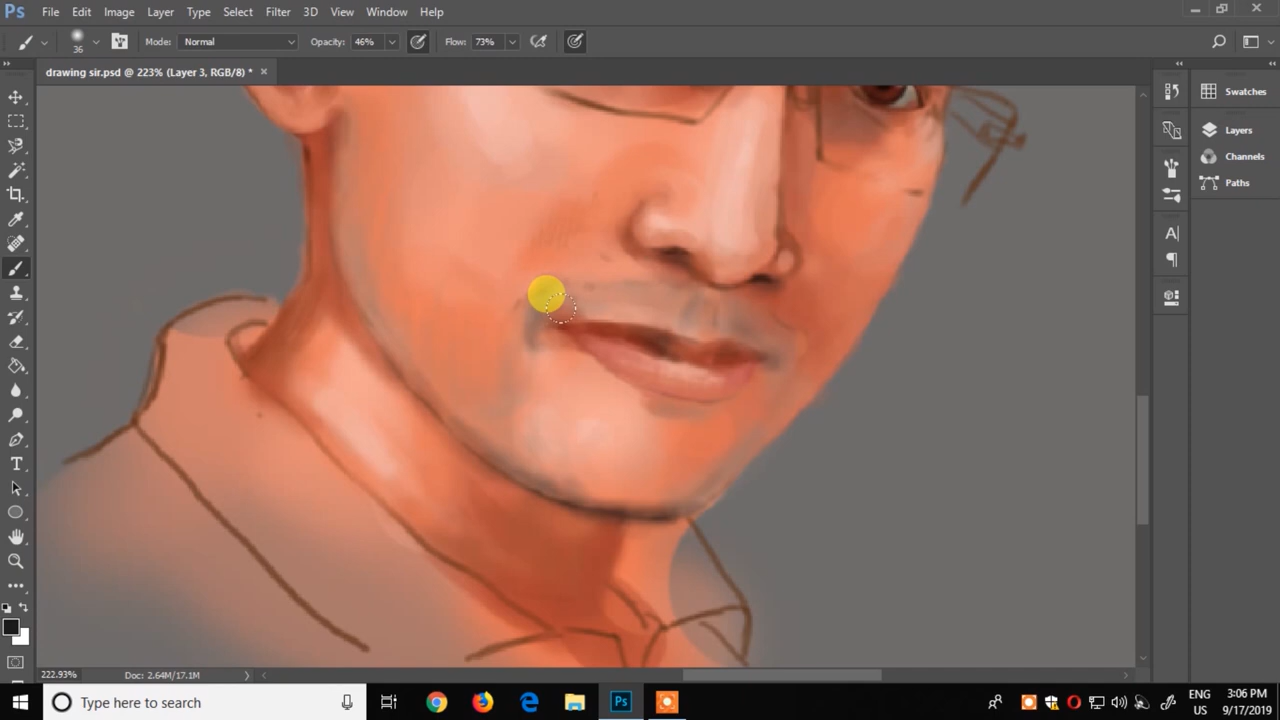 Ps File Edit Image Layer Type Select Filter 3D View Window Help
36 Mode: Normal Opacity: 46% Flow: 73%
drawing sir.psd @ 223% (Layer 3, RGB/8) * ×
Swatches
Layers
Channels
Paths
222.93% Doc: 2.64M/17.1M
Type here to search
Ps
ENG 3:06 PM
US 9/17/2019